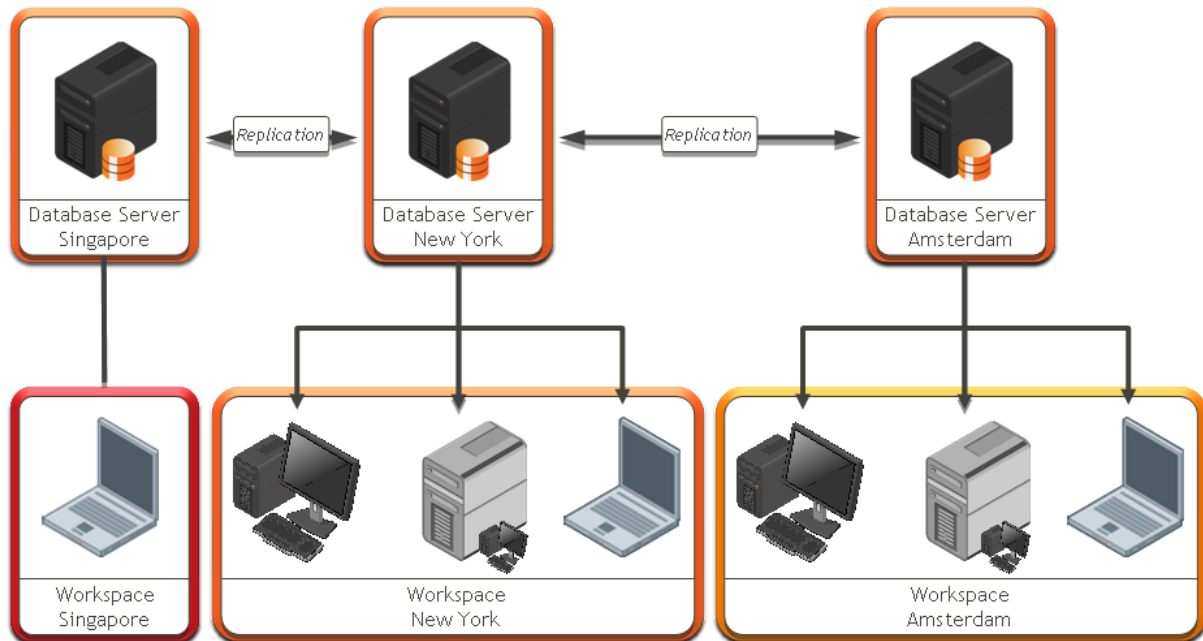 Replication
Replication
Database Server
Singapore
Database Server
New York
Database Server
Amsterdam
Workspace
Singapore
Workspace
New York
Workspace
Amsterdam